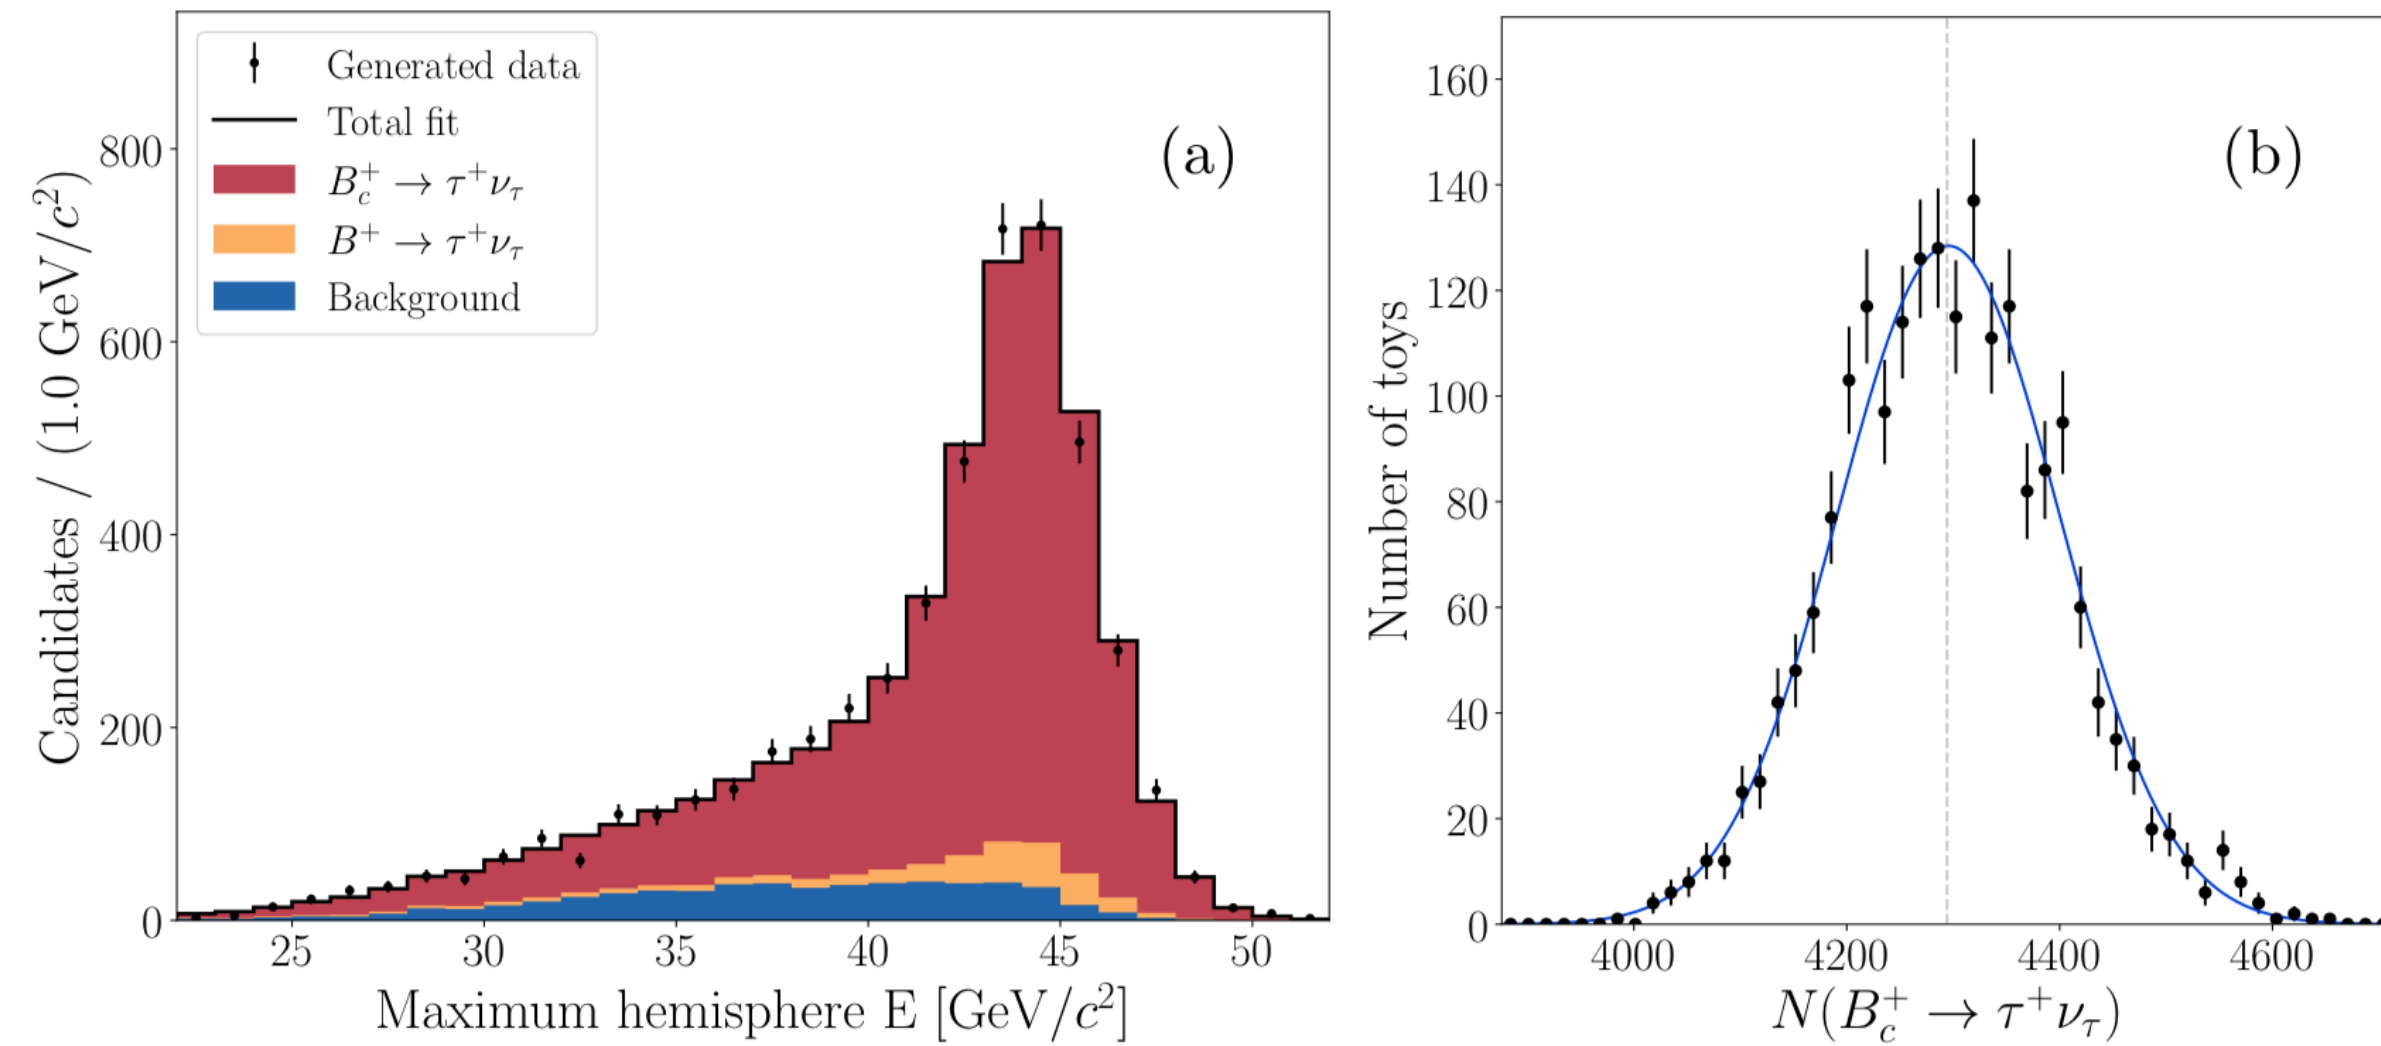 Generated data
Total fit
B_c^+ → τ^+ν_τ
B^+ → τ^+ν_τ
Background
(a)
800
600
400
200
0
Candidates / (1.0 GeV/c^2)
25 30 35 40 45 50
Maximum hemisphere E [GeV/c^2]
(b)
160
140
120
100
80
60
40
20
0
Number of toys
4000 4200 4400 4600
N(B_c^+ → τ^+ν_τ)